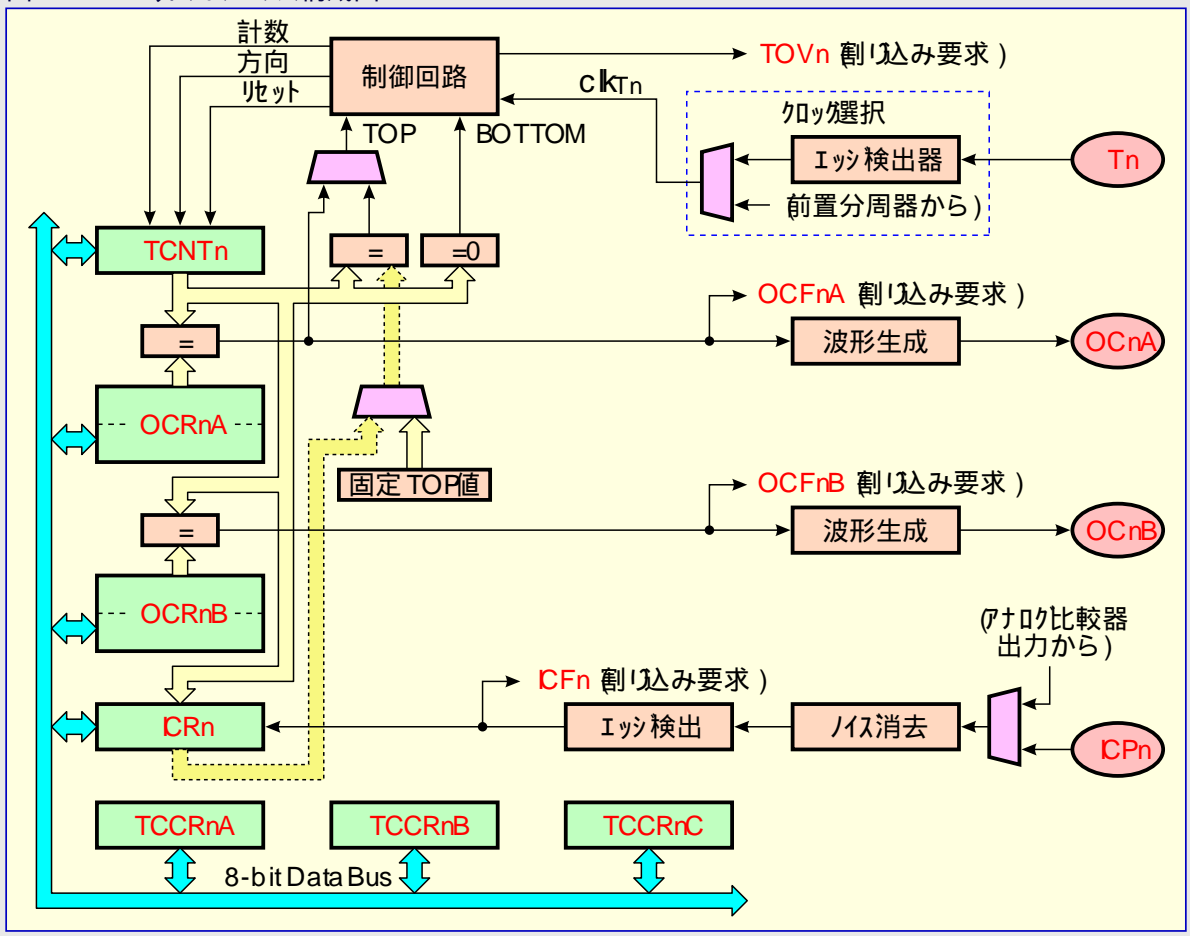 計数
方向
リセット
制御回路
TOVn (割り込み要求)
clkTn
TOP
BOTTOM
クロック選択
エッジ検出器
Tn
(前置分周器から)
TCNTn
=
=0
OCFnA (割り込み要求)
=
波形生成
OCnA
OCRnA
固定TOP値
OCFnB (割り込み要求)
=
波形生成
OCnB
OCRnB
(アナログ比較器
出力から)
ICFn (割り込み要求)
ICRn
エッジ検出
ノイズ消去
ICPn
TCCRnA
TCCRnB
TCCRnC
8-bit Data Bus